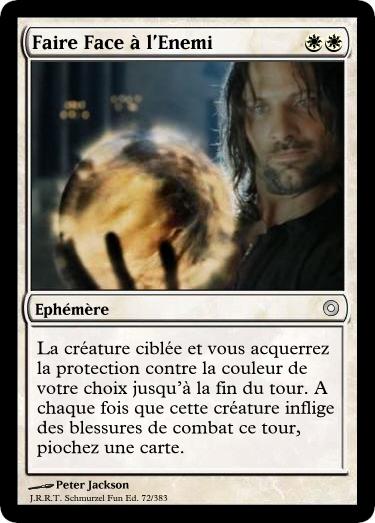 Faire Face à l'Enemi
Ephémère
La créature ciblée et vous acquerrez
la protection contre la couleur de
votre choix jusqu'à la fin du tour. A
chaque fois que cette créature inflige
des blessures de combat ce tour,
piochez une carte.
Peter Jackson
J.R.R.T. Schmurzel Fun Ed. 72/383